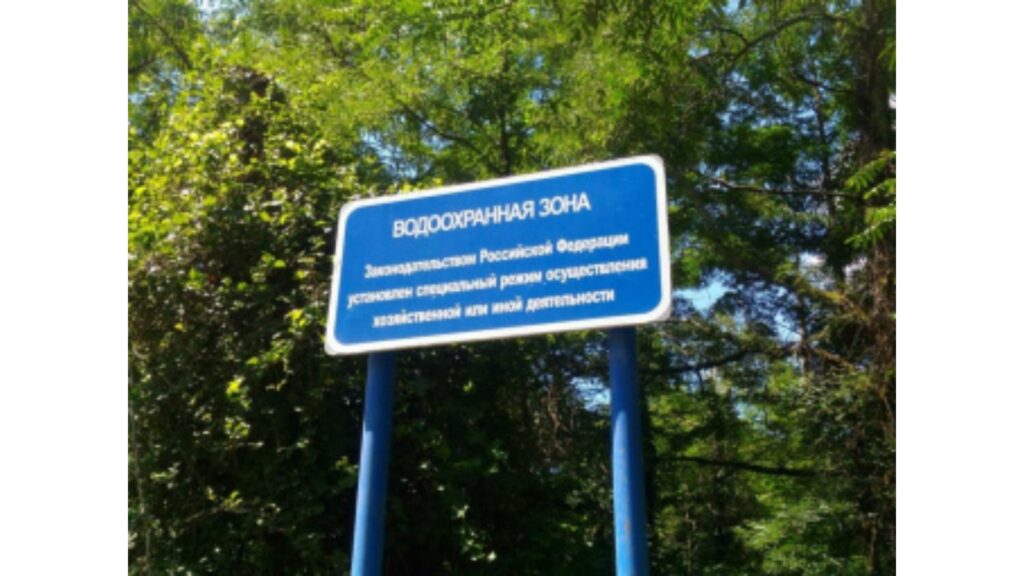 ВОДООХРАННАЯ ЗОНА
Законодательством Российской Федерации
установлен специальный режим осуществления
хозяйственной или иной деятельности